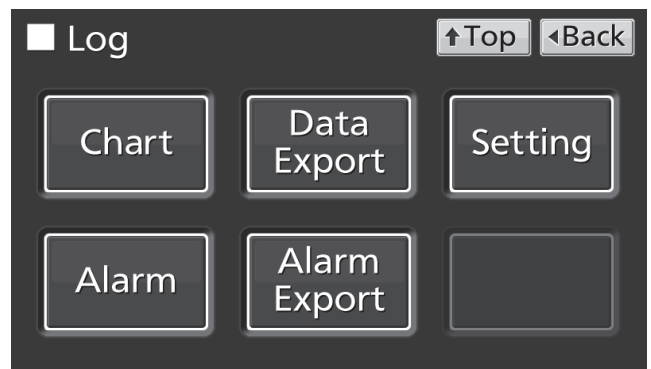 Log
↑Top
◂Back
Chart
Data
Export
Setting
Alarm
Alarm
Export